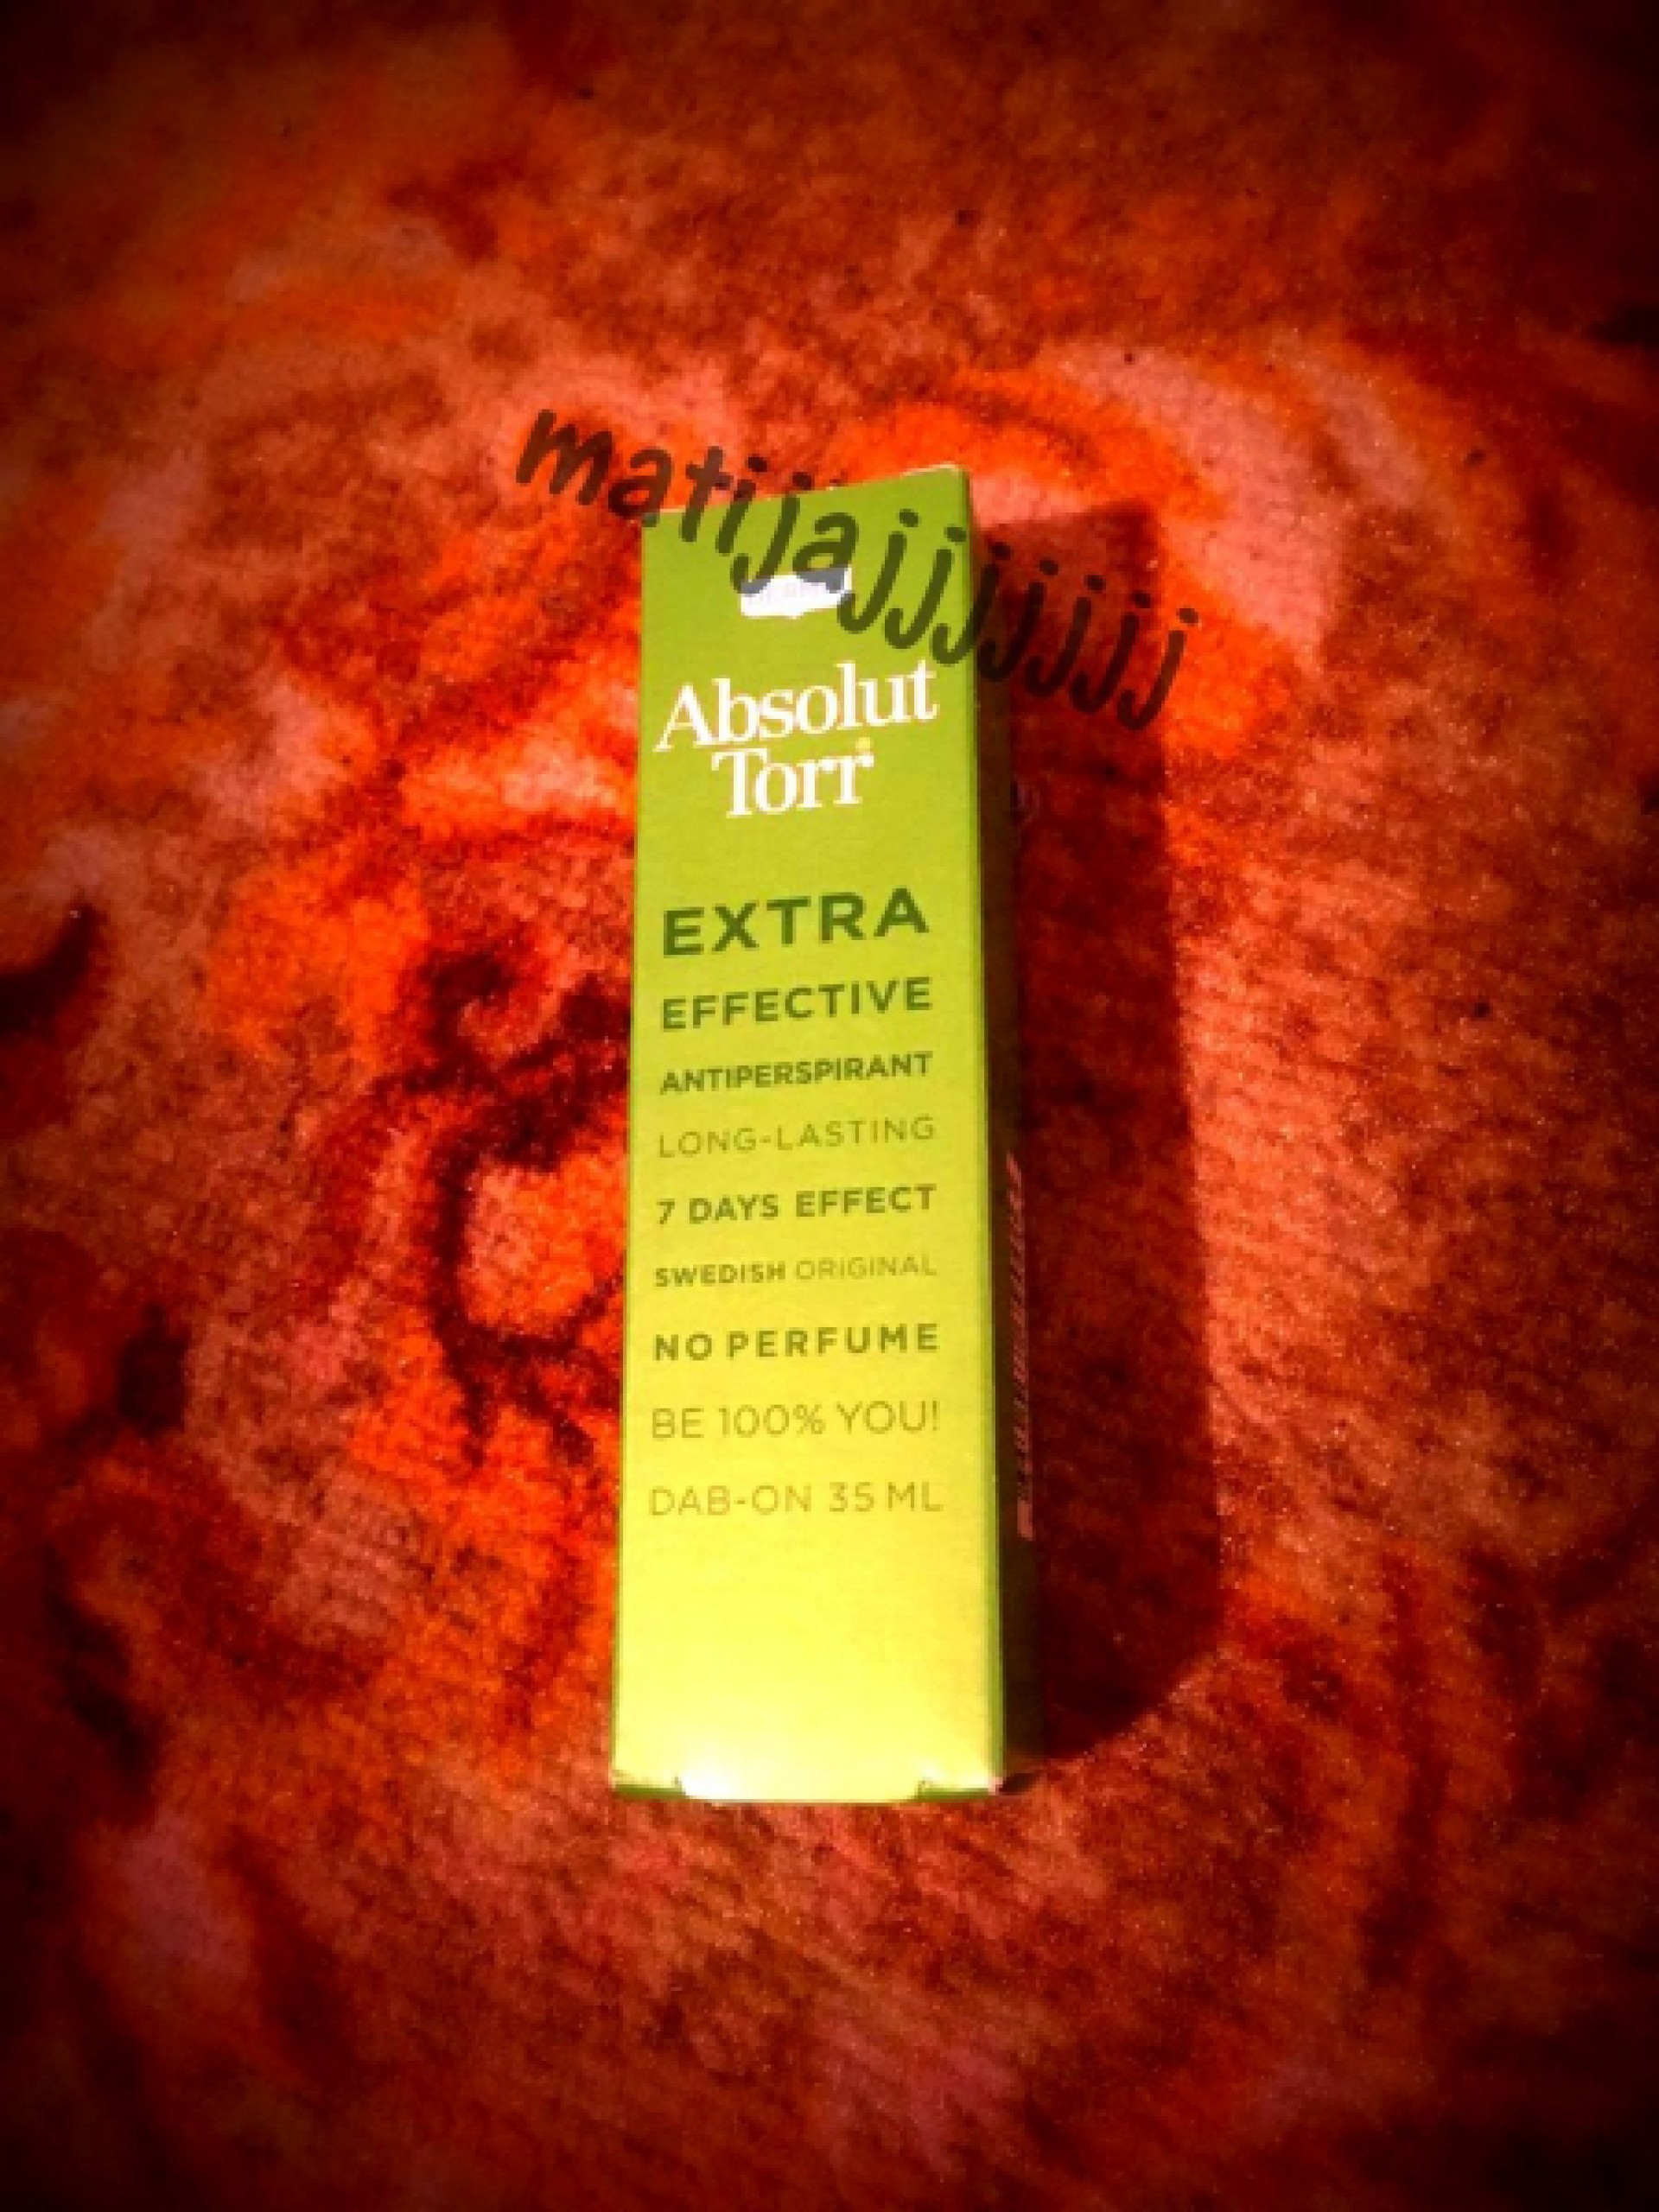 matijajjjjjjj
Absolut
Torr
EXTRA
EFFECTIVE
ANTIPERSPIRANT
LONG-LASTING
7 DAYS EFFECT
SWEDISH ORIGINAL
NO PERFUME
BE 100% YOU!
DAB-ON 35 ML